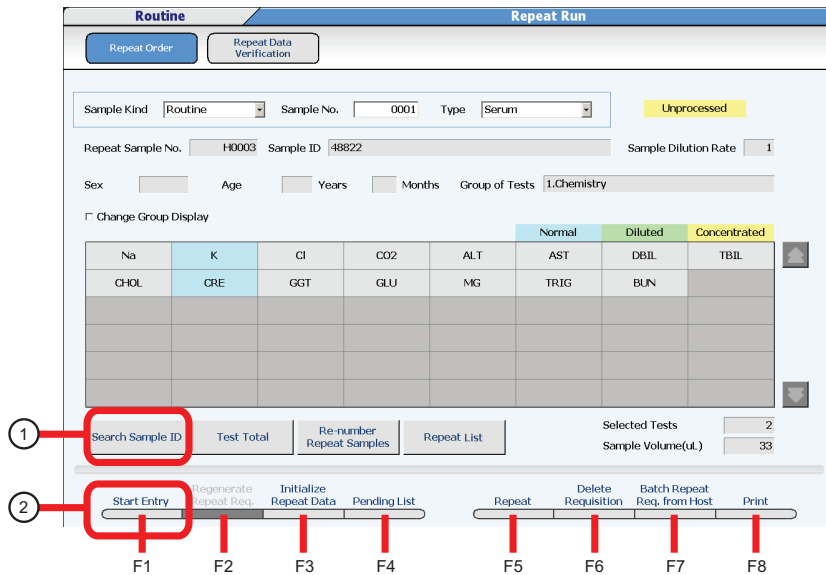 Routine Repeat Run
Repeat Order
Repeat Data
Verification
Sample Kind Routine Sample No. 0001 Type Serum Unprocessed
Repeat Sample No. H0003 Sample ID 48822 Sample Dilution Rate 1
Sex Age Years Months Group of Tests 1.Chemistry
Change Group Display
Normal Diluted Concentrated
Na K Cl CO2 ALT AST DBIL TBIL
CHOL CRE GGT GLU MG TRIG BUN
1
Search Sample ID
Test Total
Re-number
Repeat Samples
Repeat List
Selected Tests 2
Sample Volume(uL) 33
2
Start Entry
Regenerate
Repeat Req.
Initialize
Repeat Data
Pending List
Repeat
Delete
Requisition
Batch Repeat
Req. from Host
Print
F1 F2 F3 F4 F5 F6 F7 F8